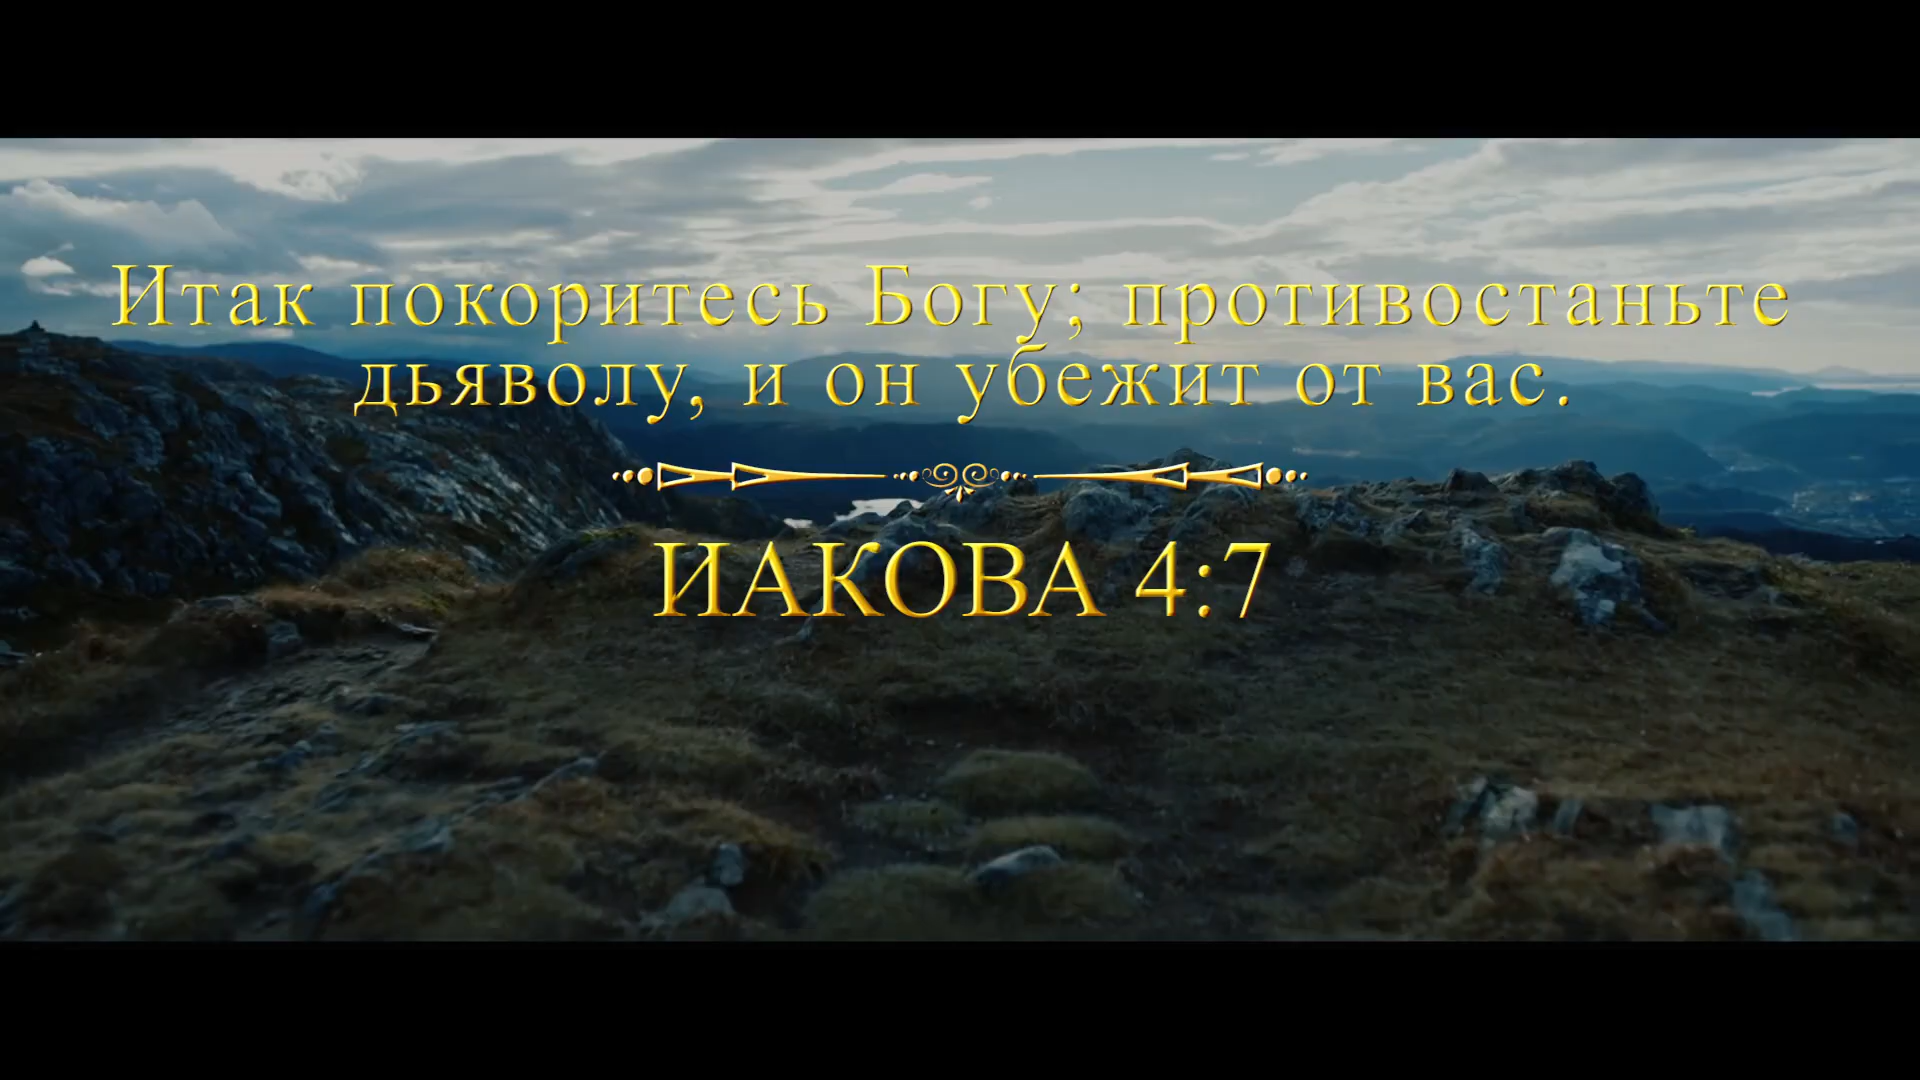 Итак покоритесь Богу; противостаньте
дьяволу, и он убежит от вас.
ИАКОВА 4:7